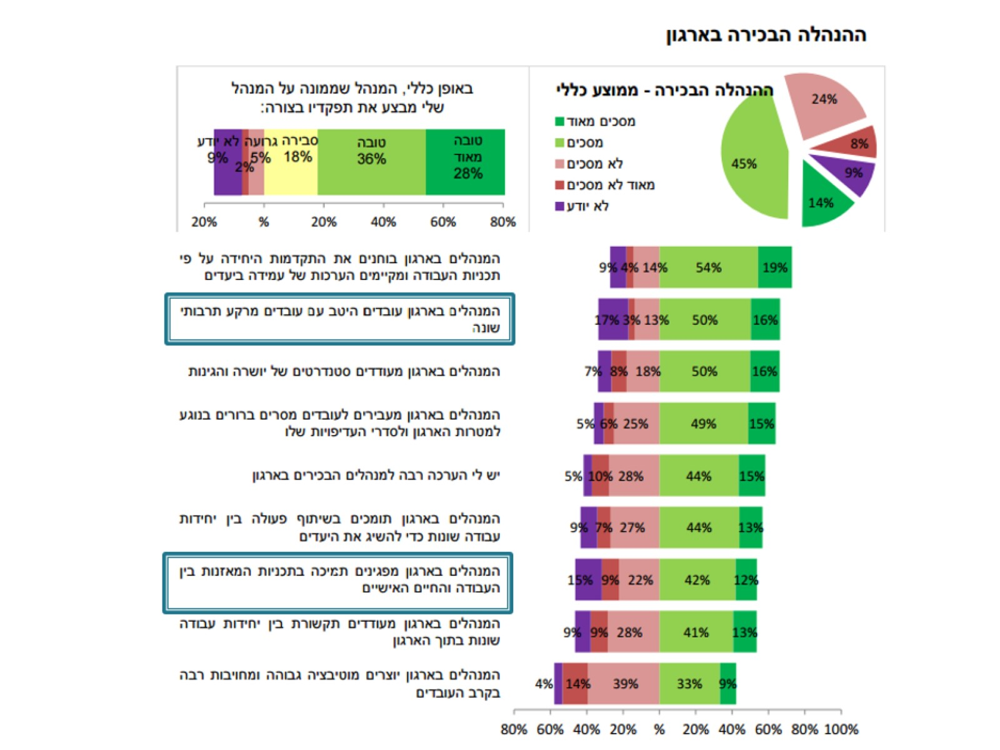 ההנהלה הבכירה בארגון
ההנהלה הבכירה - ממוצע כללי
מסכים מאוד
מסכים
לא מסכים
מאוד לא מסכים
לא יודע
24%
8%
9%
14%
45%
באופן כללי, המנהל שממונה על המנהל
שלי מבצע את תפקדיו בצורה:
טובה מאוד 28%
טובה 36%
סבירה 18%
גרועה 5%
2%
לא יודע 9%
20% % 20% 40% 60% 80%
המנהלים בארגון בוחנים את התקדמות היחידה על פי
תכניות העבודה ומקיימים הערכות של עמידה ביעדים
9% 4% 14% 54% 19%
המנהלים בארגון עובדים היטב עם עובדים מרקע תרבותי
שונה
17% 3% 13% 50% 16%
המנהלים בארגון מעודדים סטנדרטים של יושרה והגינות
7% 8% 18% 50% 16%
המנהלים בארגון מעבירים לעובדים מסרים ברורים בנוגע
למטרות הארגון ולסדרי העדיפויות שלו
5% 6% 25% 49% 15%
יש לי הערכה רבה למנהלים הבכירים בארגון
5% 10% 28% 44% 15%
המנהלים בארגון תומכים בשיתוף פעולה בין יחידות
עבודה שונות כדי להשיג את היעדים
9% 7% 27% 44% 13%
המנהלים בארגון מפגינים תמיכה בתכניות המאזנות בין
העבודה והחיים האישיים
15% 9% 22% 42% 12%
המנהלים בארגון מעודדים תקשורת בין יחידות עבודה
שונות בתוך הארגון
9% 9% 28% 41% 13%
המנהלים בארגון יוצרים מוטיבציה גבוהה ומחויבות רבה
בקרב העובדים
4% 14% 39% 33% 9%
80% 60% 40% 20% % 20% 40% 60% 80% 100%